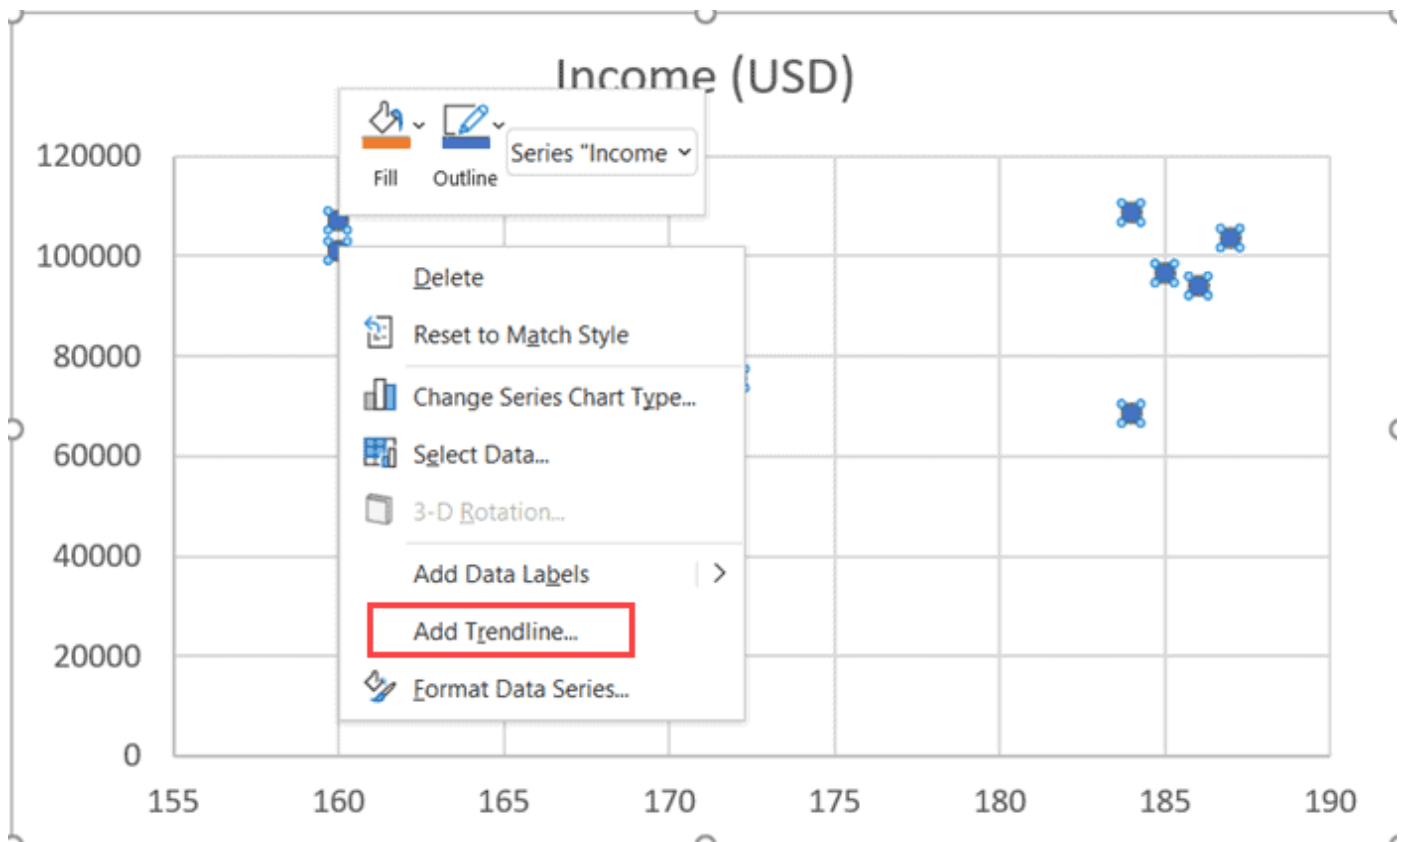 Income (USD)
Series "Income
Fill
Outline
120000
100000
80000
60000
40000
20000
0
Delete
Reset to Match Style
Change Series Chart Type...
Select Data...
3-D Rotation...
Add Data Labels
Add Trendline...
Format Data Series...
155 160 165 170 175 180 185 190